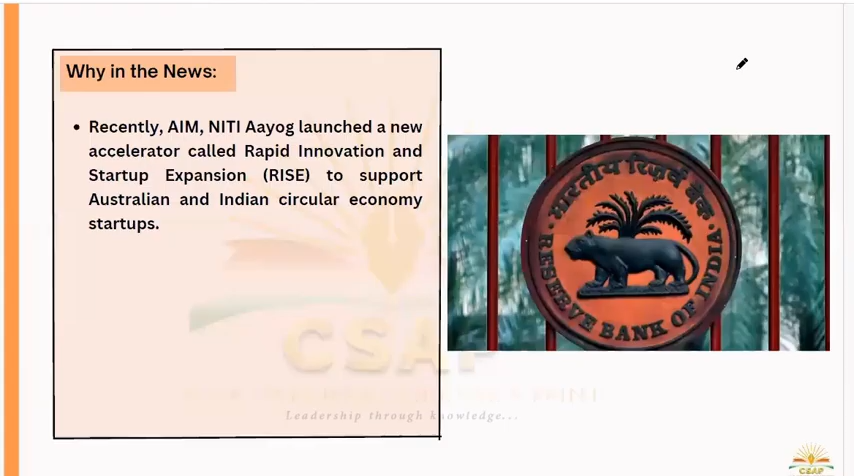 Why in the News:
• Recently, AIM, NITI Aayog launched a new
accelerator called Rapid Innovation and
Startup Expansion (RISE) to support
Australian and Indian circular economy
startups.
भारतीय रिज़र्व बैंक
RESERVE BANK OF INDIA
CSAP
Leadership through knowledge...
CSAP